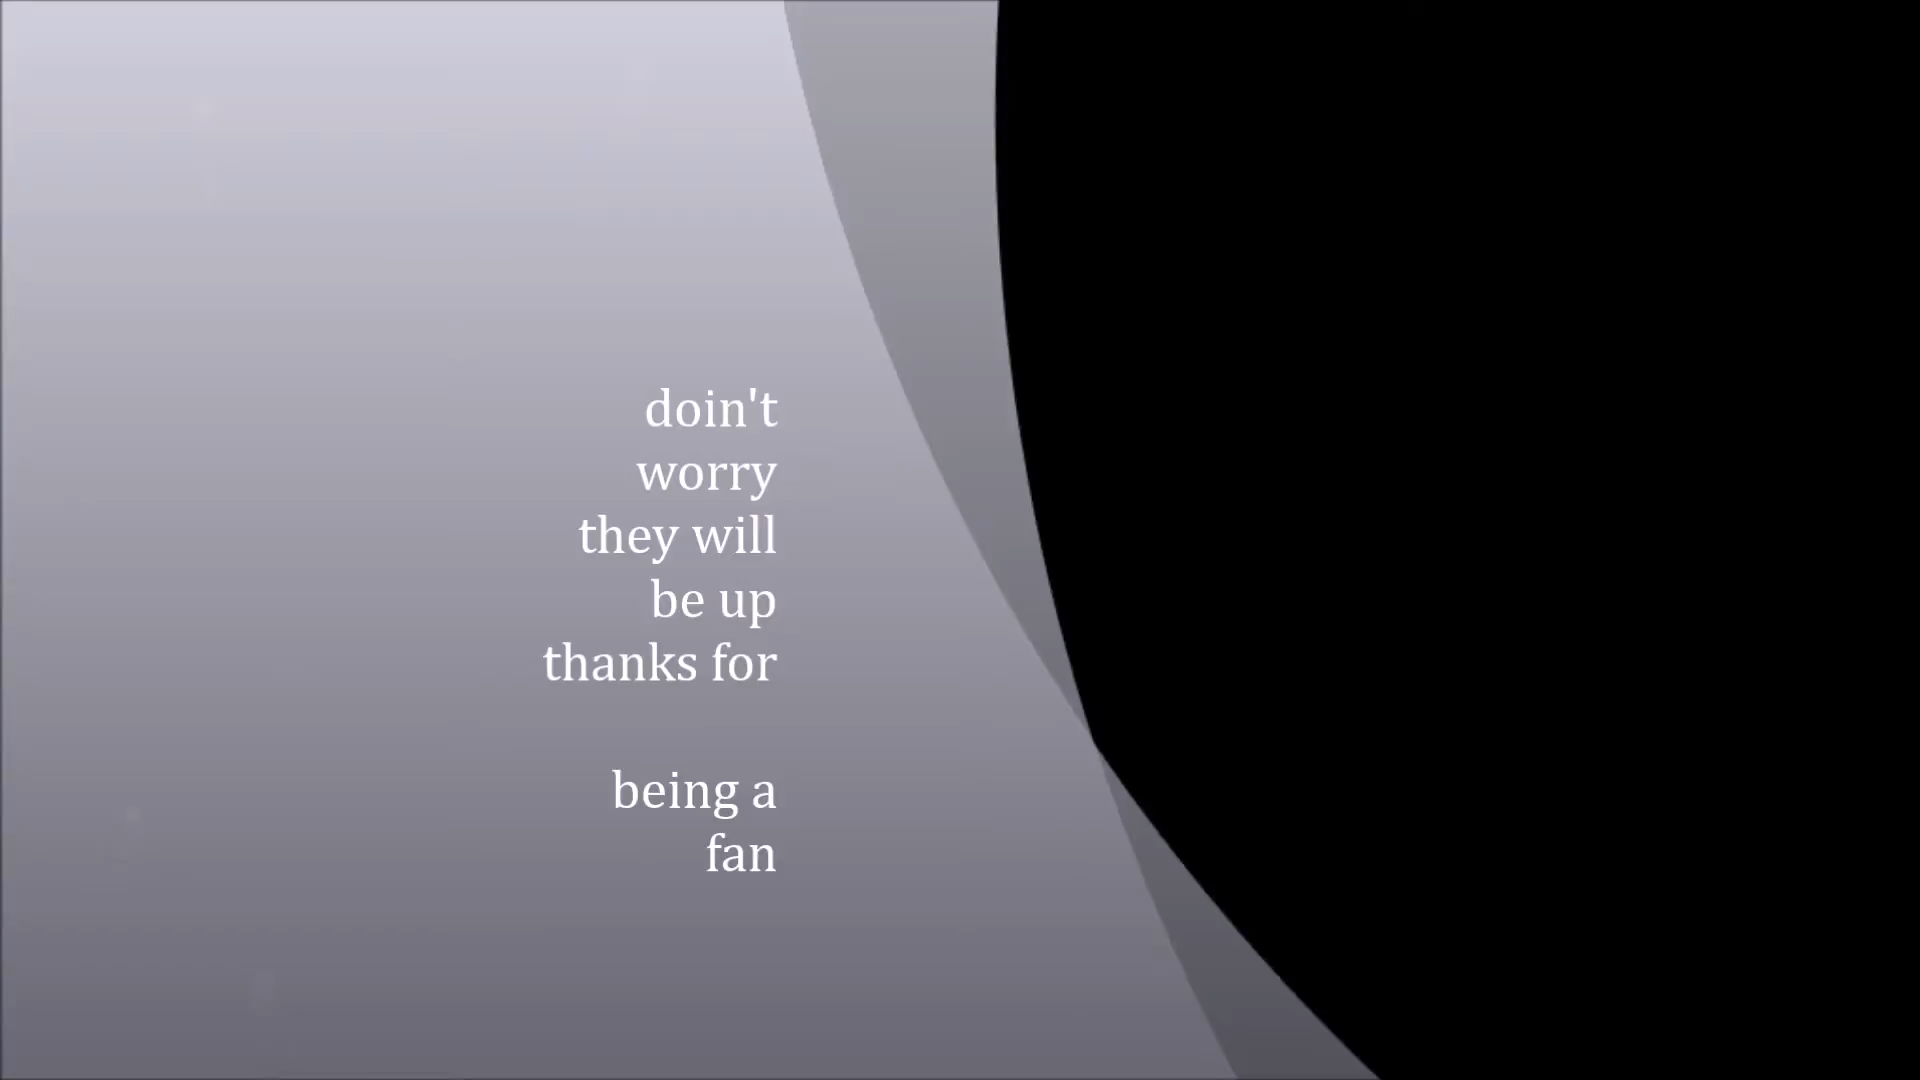 doin't
worry
they will
be up
thanks for
being a
fan